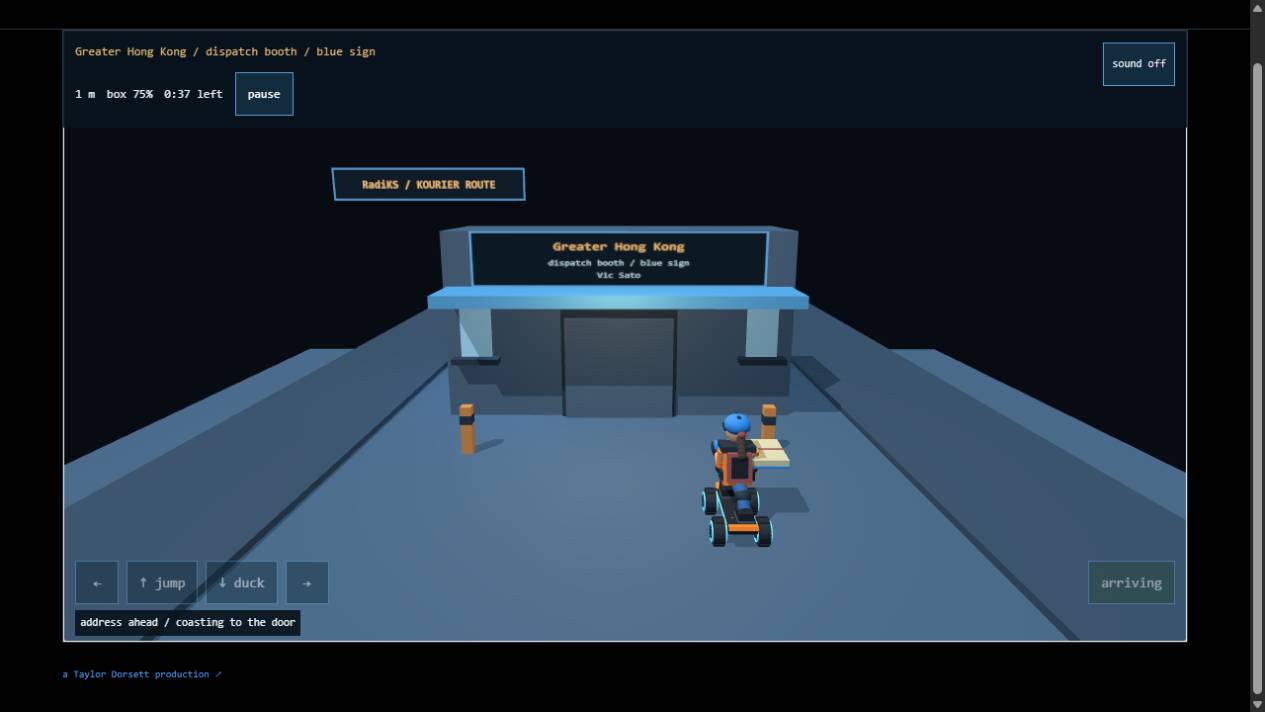 Greater Hong Kong / dispatch booth / blue sign
sound off
1 m box 75% 0:37 left pause
RadiKS / KOURIER ROUTE
Greater Hong Kong
dispatch booth / blue sign
Vic Sato
← ↑ jump ↓ duck →
arriving
address ahead / coasting to the door
a Taylor Dorsett production ↗